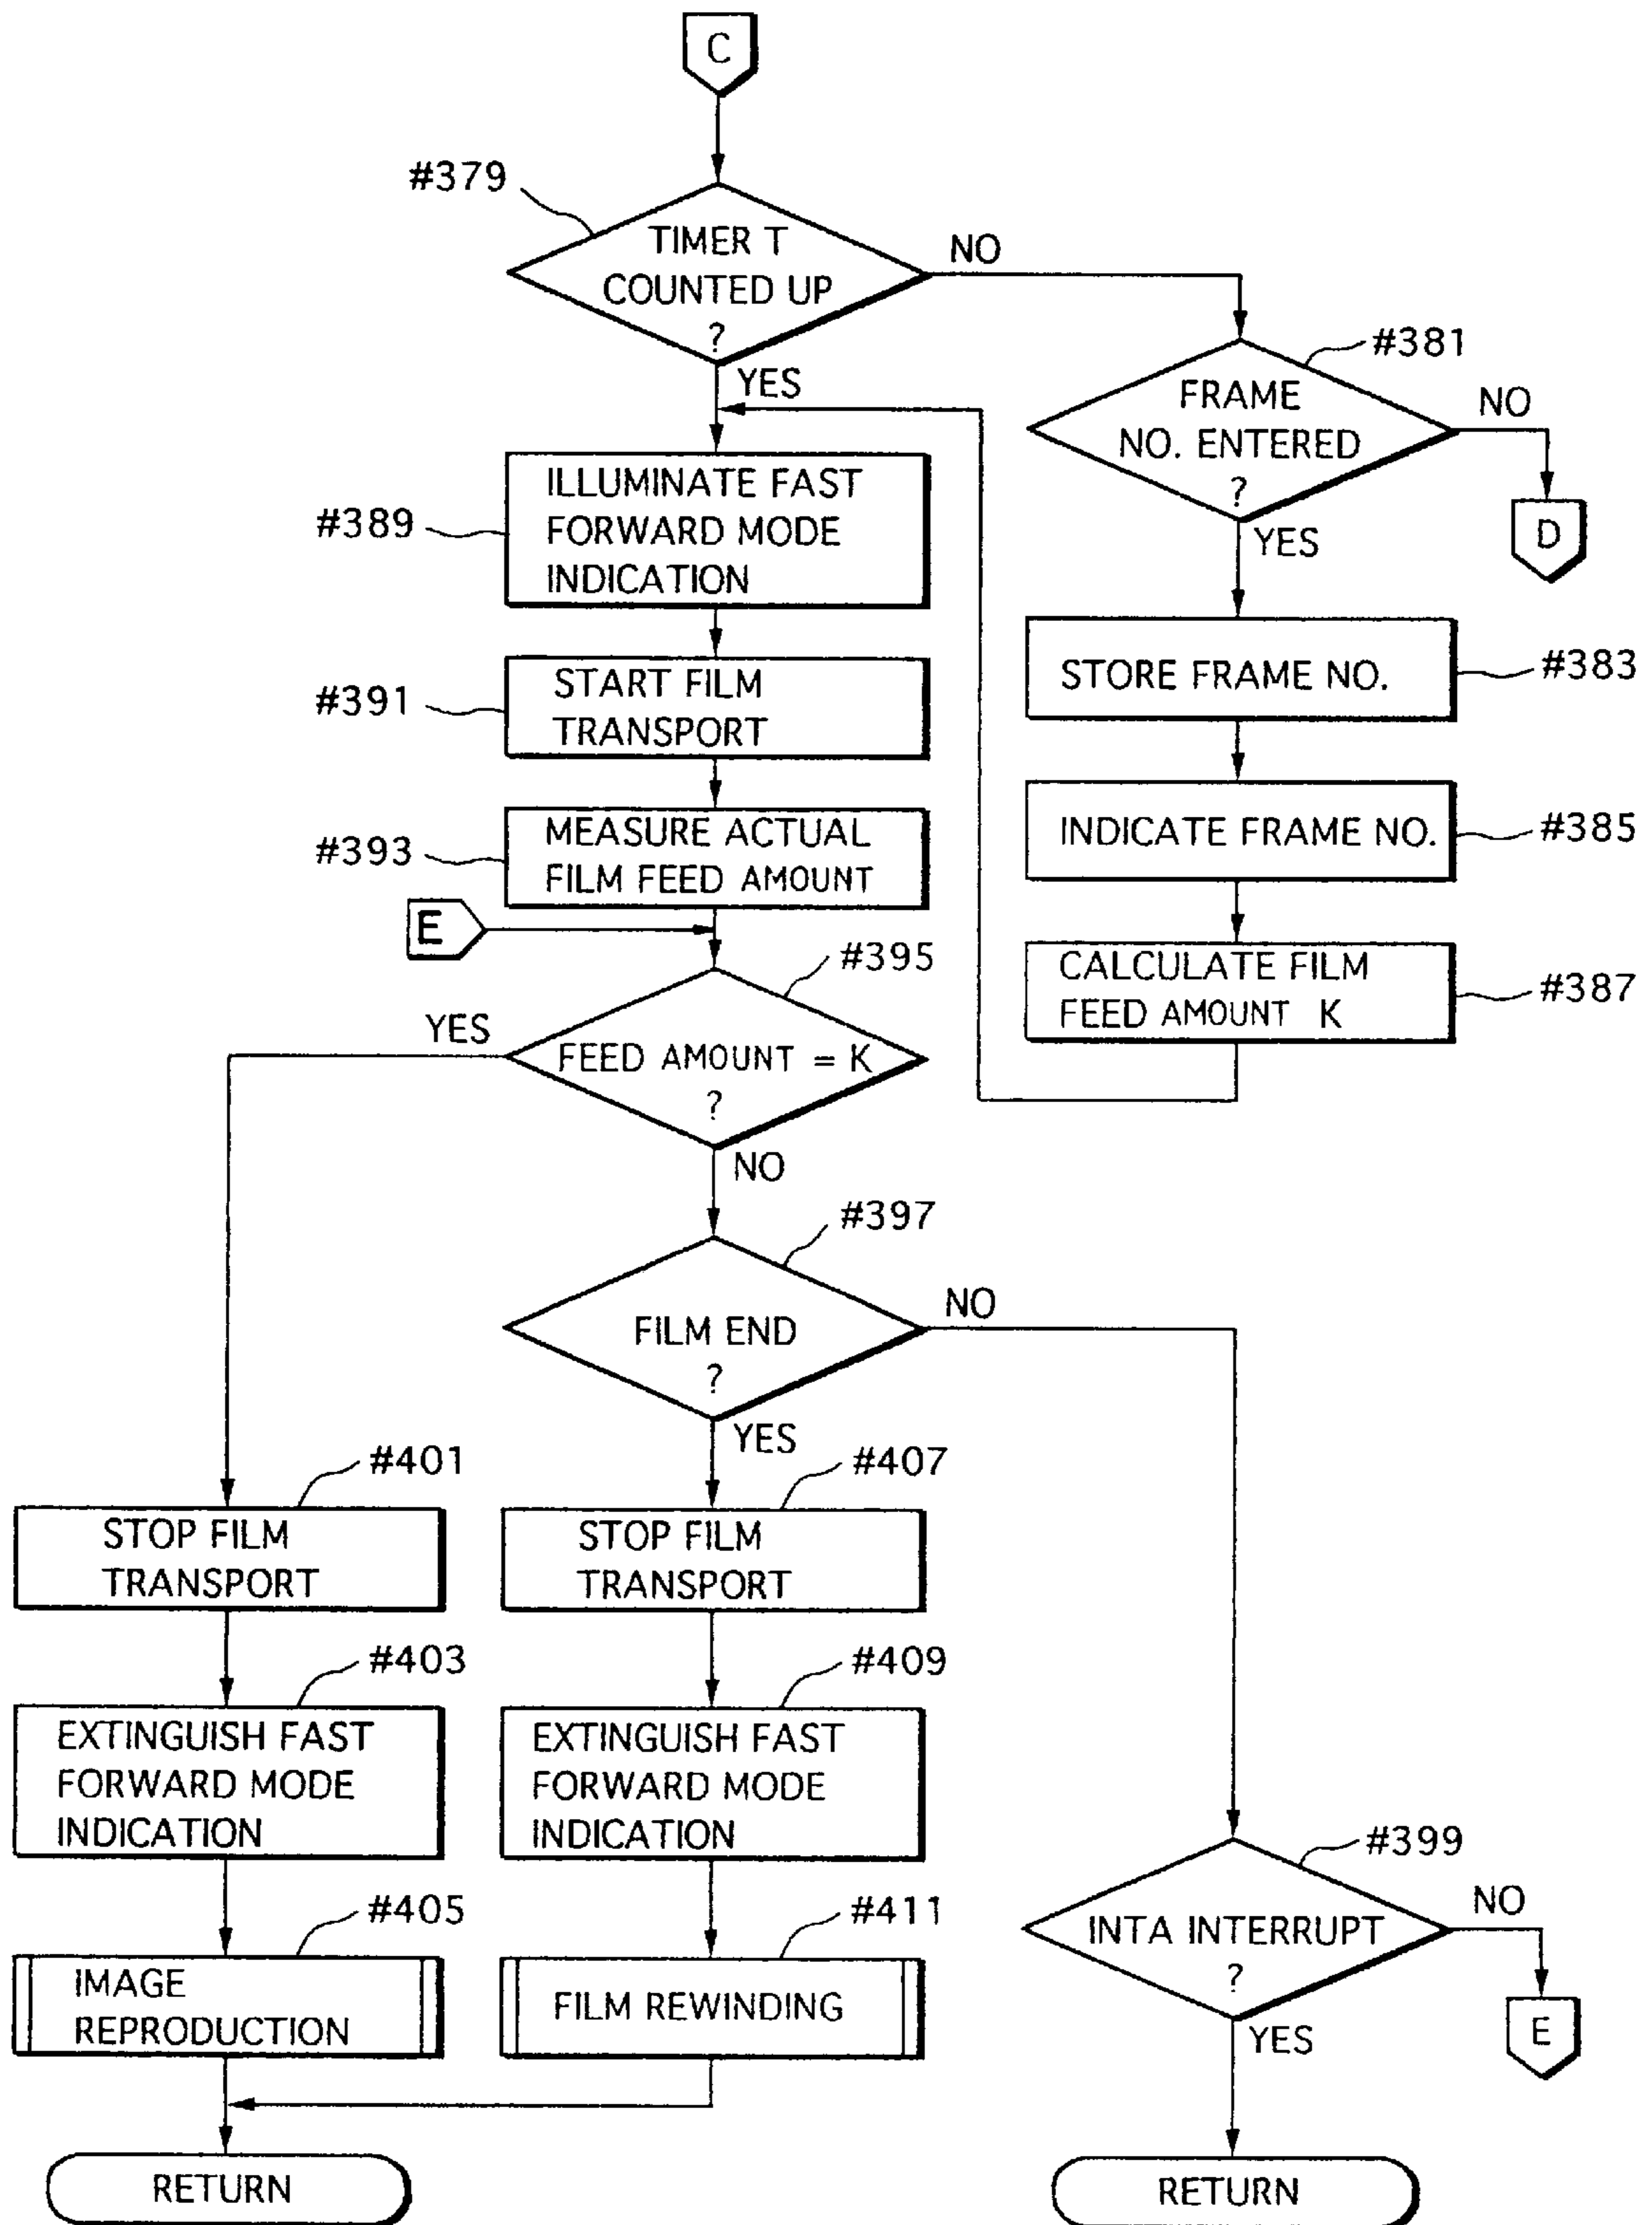 C
#379
TIMER T
COUNTED UP
?
NO
YES
#381
FRAME
NO. ENTERED
?
NO
YES
D
#389
ILLUMINATE FAST
FORWARD MODE
INDICATION
#383
STORE FRAME NO.
#391
START FILM
TRANSPORT
#385
INDICATE FRAME NO.
#393
MEASURE ACTUAL
FILM FEED AMOUNT
#387
CALCULATE FILM
FEED AMOUNT K
E
#395
FEED AMOUNT = K
?
YES
NO
#397
FILM END
?
NO
YES
#401
STOP FILM
TRANSPORT
#407
STOP FILM
TRANSPORT
#403
EXTINGUISH FAST
FORWARD MODE
INDICATION
#409
EXTINGUISH FAST
FORWARD MODE
INDICATION
#399
INTA INTERRUPT
?
NO
YES
E
#405
IMAGE
REPRODUCTION
#411
FILM REWINDING
RETURN
RETURN